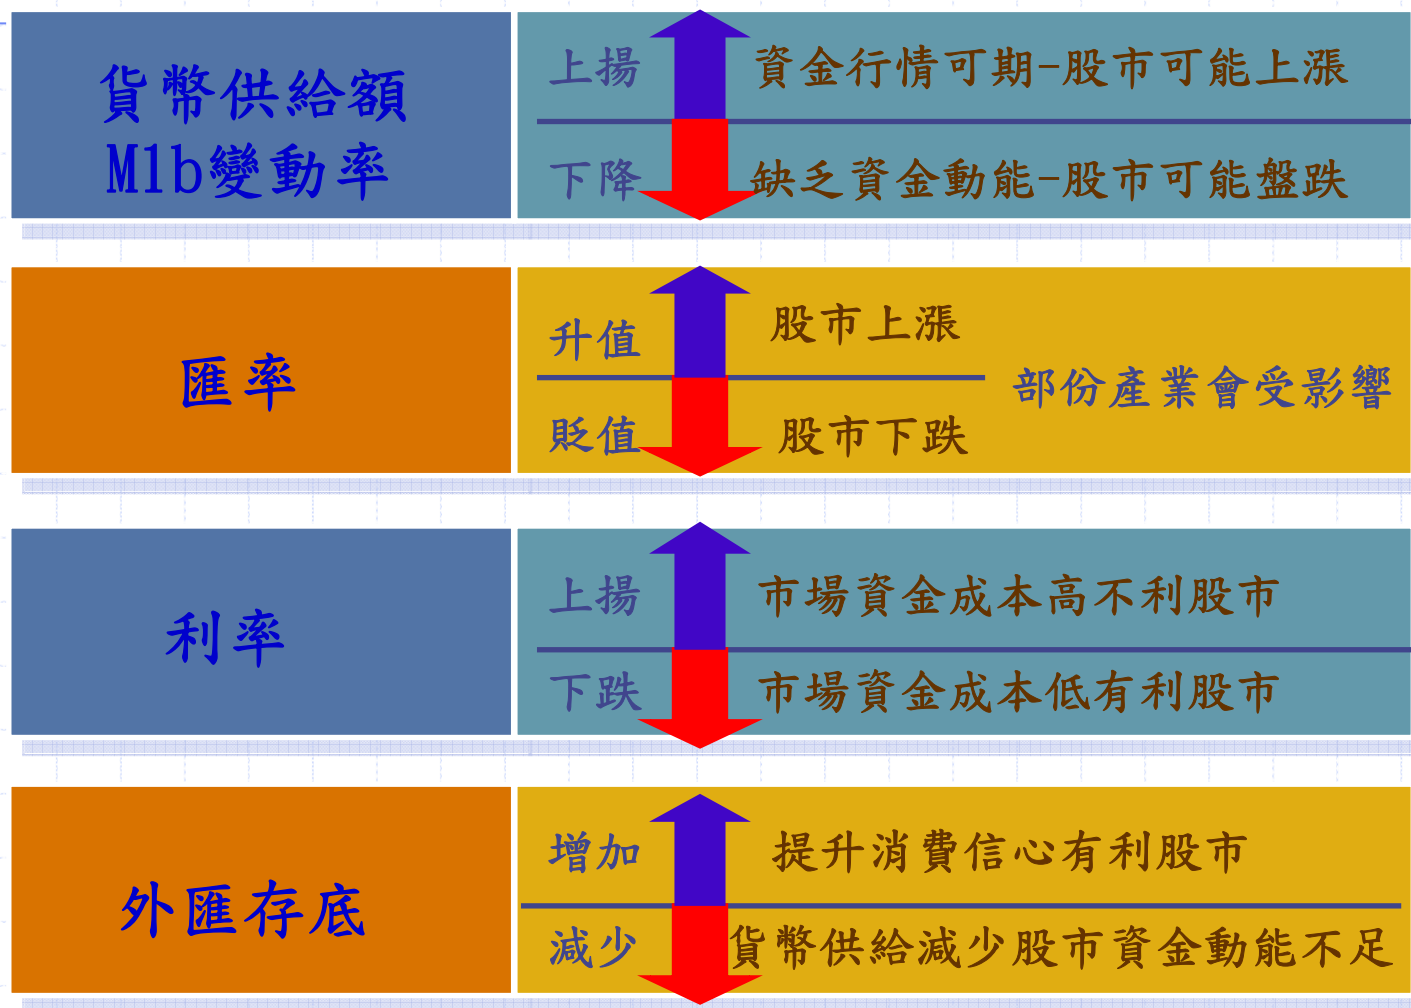 貨幣供給額
M1b變動率
上揚
資金行情可期-股市可能上漲
下降
缺乏資金動能-股市可能盤跌
匯率
升值
股市上漲
貶值
股市下跌
部份產業會受影響
利率
上揚
市場資金成本高不利股市
下跌
市場資金成本低有利股市
外匯存底
增加
提升消費信心有利股市
減少
貨幣供給減少股市資金動能不足